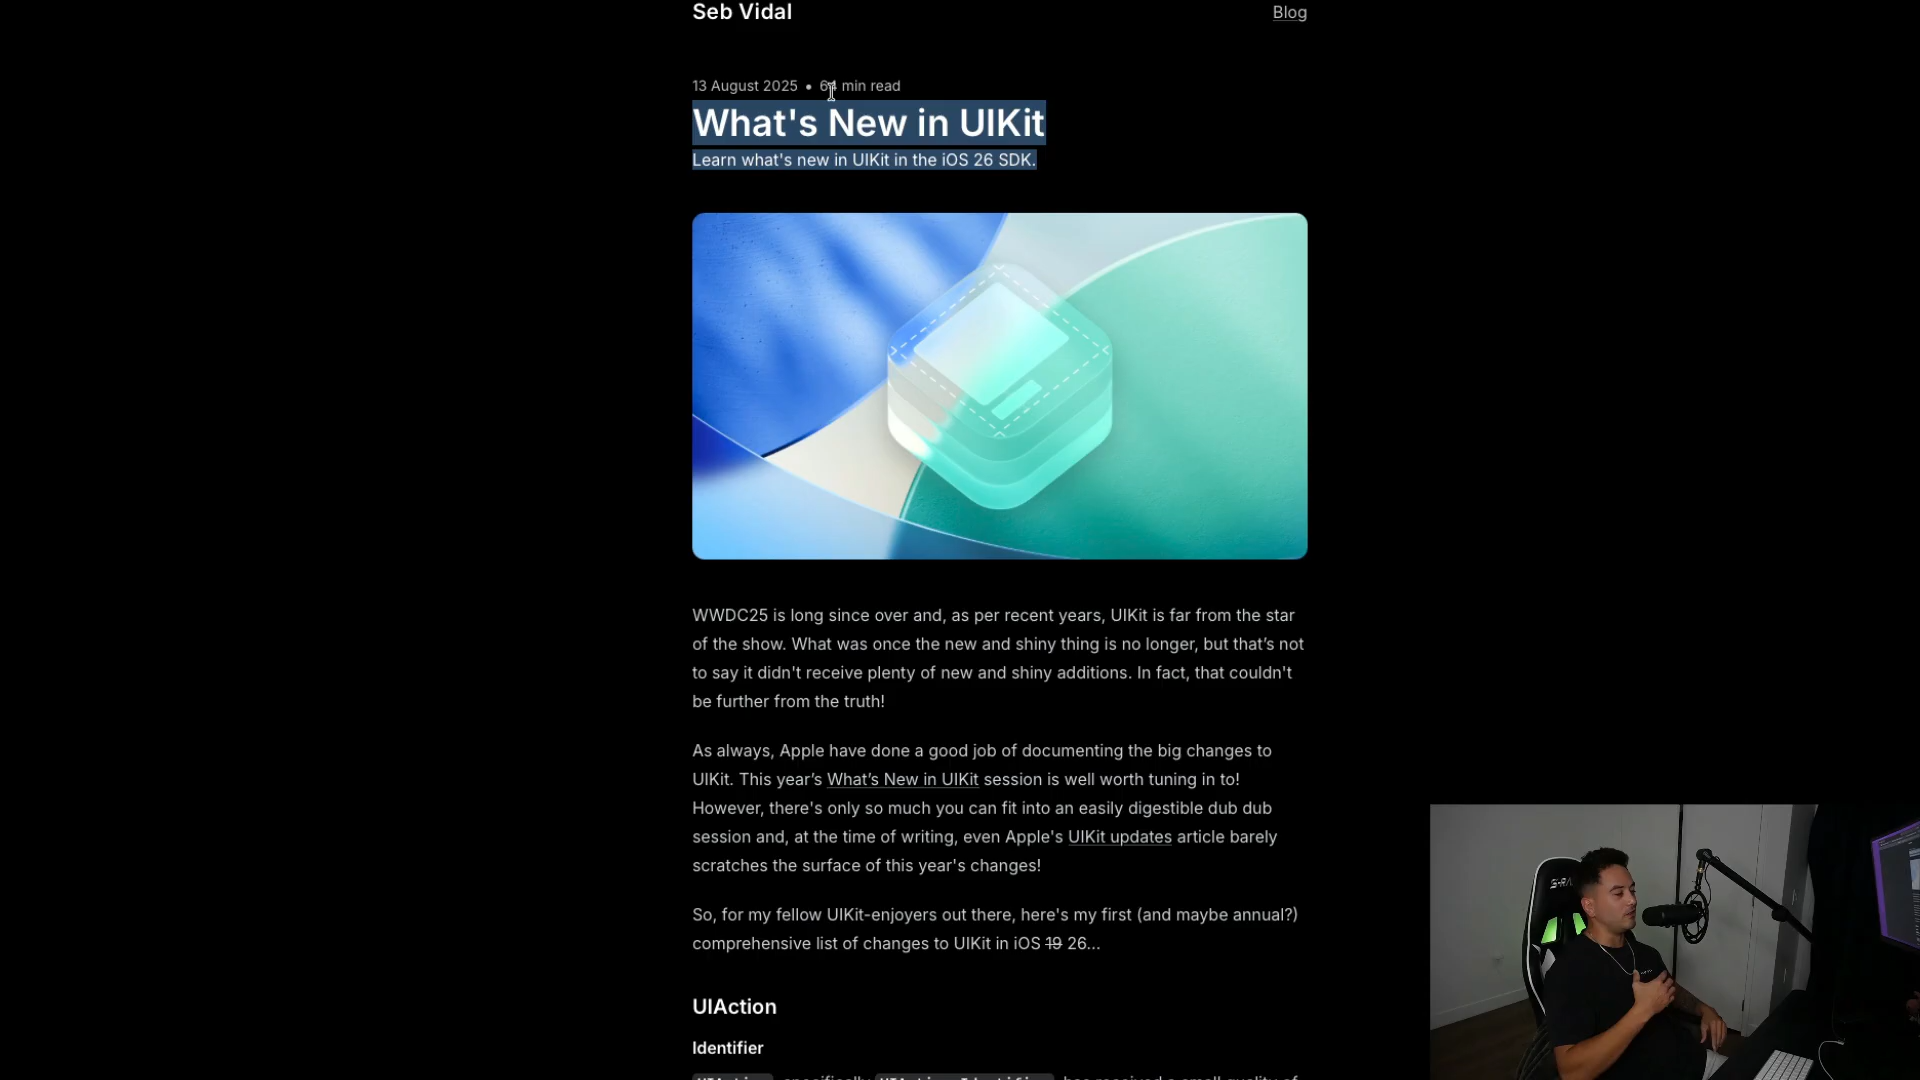 Seb Vidal
Blog
13 August 2025 • 64 min read
What's New in UIKit
Learn what's new in UIKit in the iOS 26 SDK.
WWDC25 is long since over and, as per recent years, UIKit is far from the star
of the show. What was once the new and shiny thing is no longer, but that’s not
to say it didn't receive plenty of new and shiny additions. In fact, that couldn't
be further from the truth!
As always, Apple have done a good job of documenting the big changes to
UIKit. This year’s What’s New in UIKit session is well worth tuning in to!
However, there's only so much you can fit into an easily digestible dub dub
session and, at the time of writing, even Apple's UIKit updates article barely
scratches the surface of this year's changes!
So, for my fellow UIKit-enjoyers out there, here's my first (and maybe annual?)
comprehensive list of changes to UIKit in iOS 19 26...
UIAction
Identifier